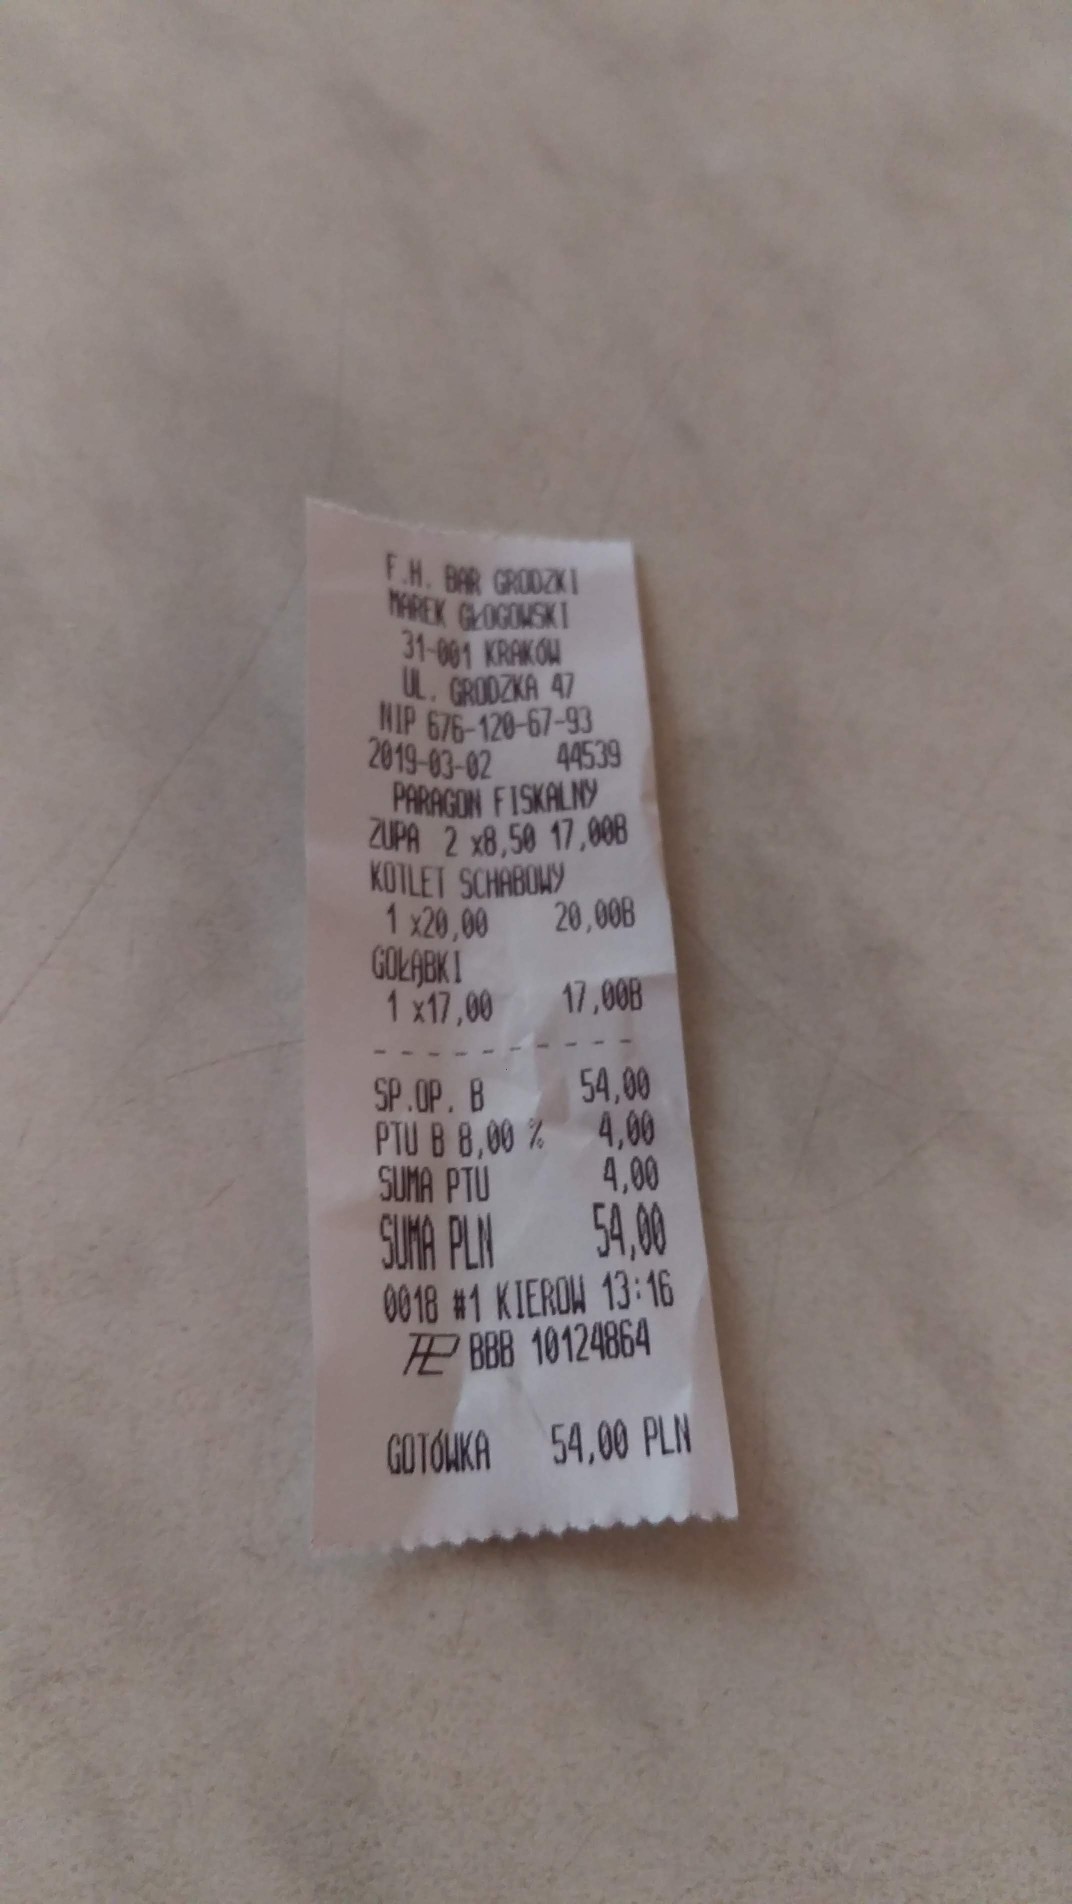 F.H. BAR GRODZKI
MAREK GŁOGOWSKI
31-001 KRAKÓW
UL. GRODZKA 47
NIP 676-120-67-93
2019-03-02 44539
PARAGON FISKALNY
ZUPA 2 x8,50 17,00B
KOTLET SCHABOWY
1 x20,00 20,00B
GOŁĄBKI
1 x17,00 17,00B
- - - - - - - - - -
SP.OP. B 54,00
PTU B 8,00 % 4,00
SUMA PTU 4,00
SUMA PLN 54,00
0018 #1 KIEROW 13:16
BBB 10124864
GOTÓWKA 54,00 PLN